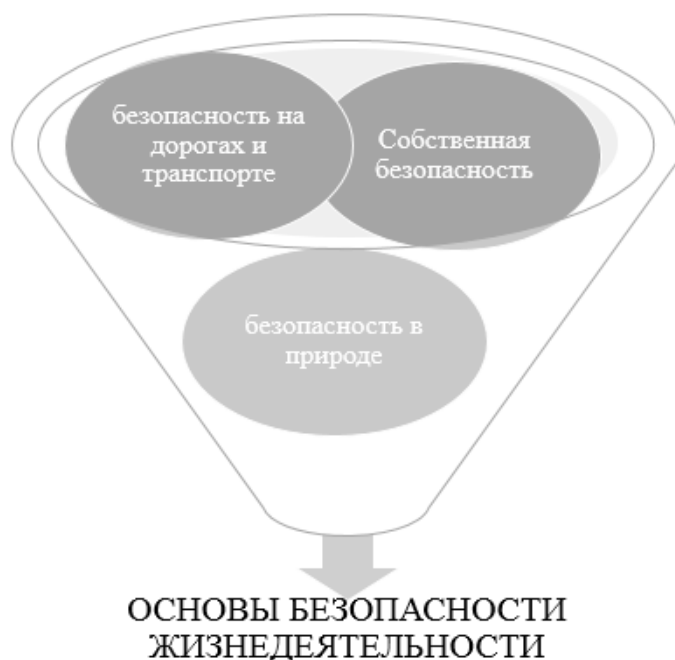 безопасность на
дорогах и
транспорте
Собственная
безопасность
безопасность в
природе
ОСНОВЫ БЕЗОПАСНОСТИ
ЖИЗНЕДЕЯТЕЛЬНОСТИ